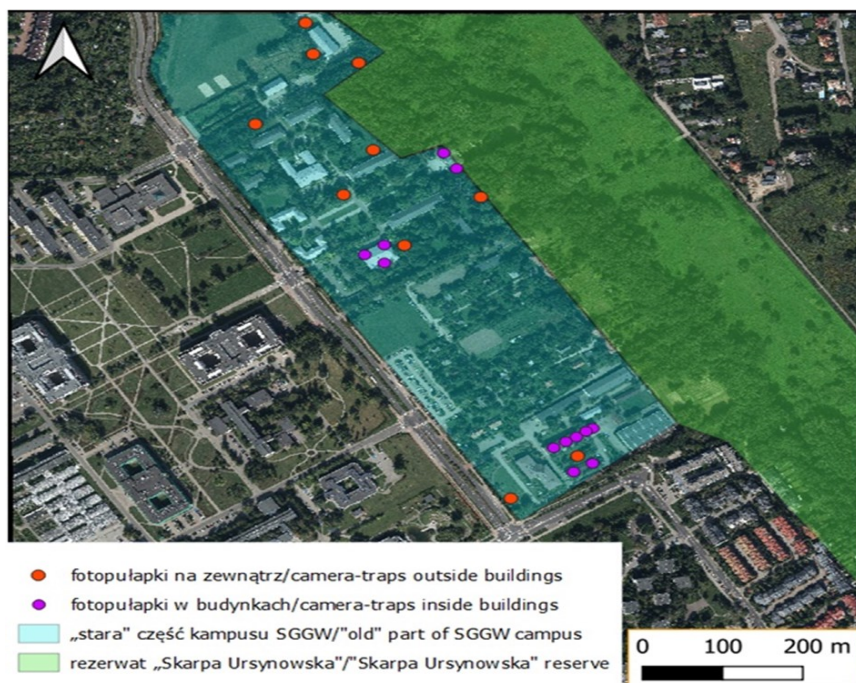 fotopułapki na zewnątrz/camera-traps outside buildings
fotopułapki w budynkach/camera-traps inside buildings
„stara" część kampusu SGGW/"old" part of SGGW campus
rezerwat „Skarpa Ursynowska"/"Skarpa Ursynowska" reserve
0 100 200 m